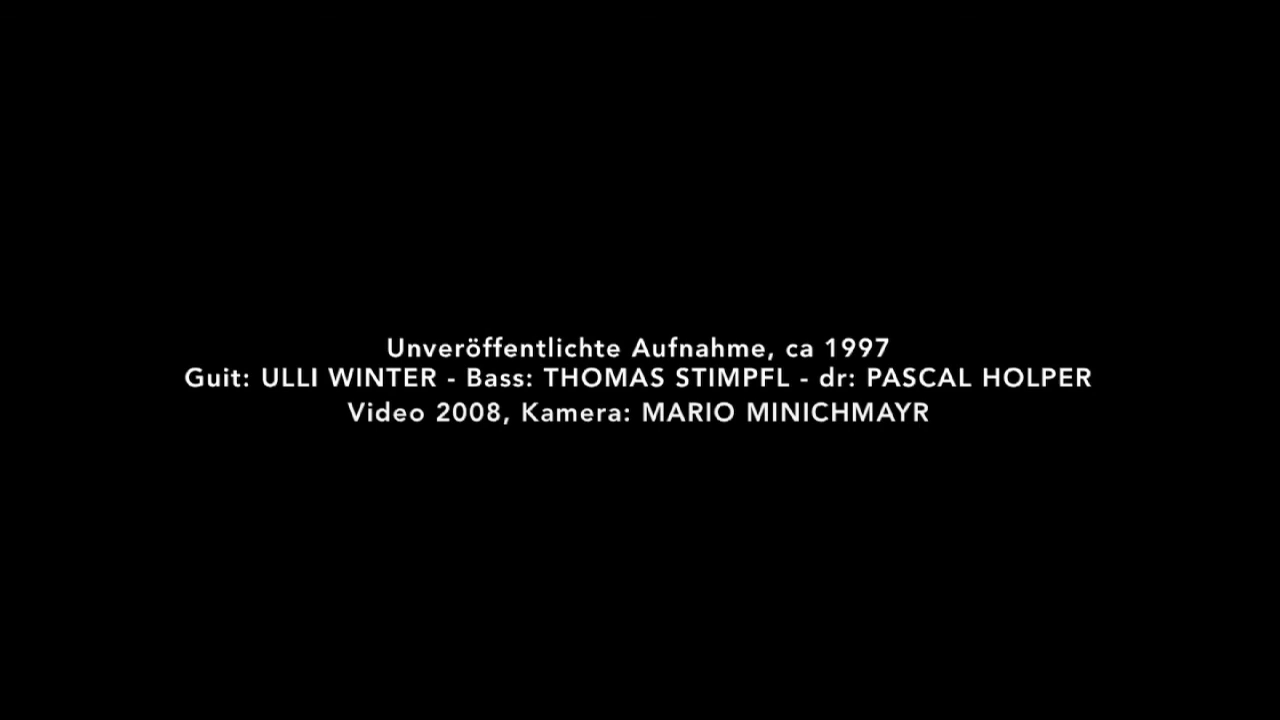 Unveröffentlichte Aufnahme, ca 1997
Guit: ULLI WINTER - Bass: THOMAS STIMPFL - dr: PASCAL HOLPER
Video 2008, Kamera: MARIO MINICHMAYR